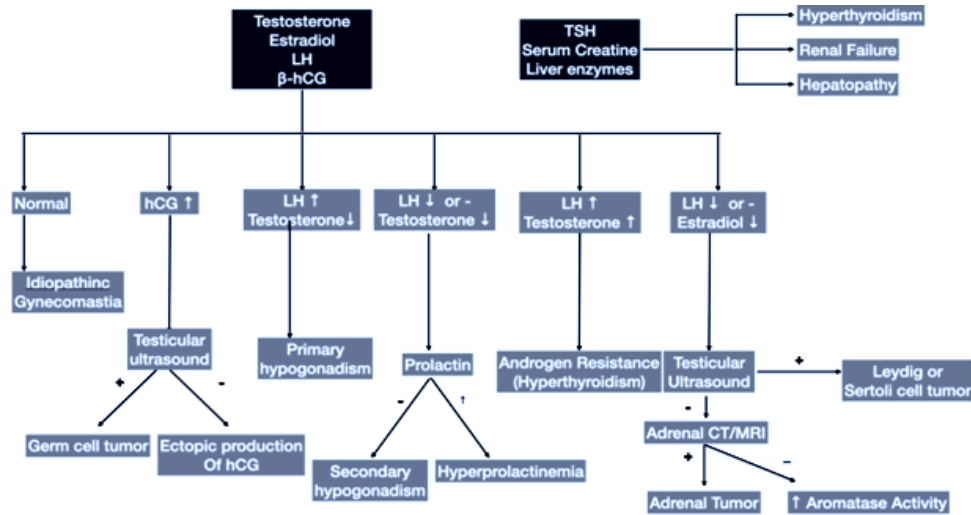 Testosterone
Estradiol
LH
β-hCG
TSH
Serum Creatine
Liver enzymes
Hyperthyroidism
Renal Failure
Hepatopathy
Normal
hCG ↑
LH ↑
Testosterone↓
LH ↓ or -
Testosterone ↓
LH ↑
Testosterone ↑
LH ↓ or -
Estradiol ↓
Idiopathinc
Gynecomastia
Testicular
ultrasound
Primary
hypogonadism
Prolactin
Androgen Resistance
(Hyperthyroidism)
Testicular
Ultrasound
+
Leydig or
Sertoli cell tumor
+
-
-
↑
-
Germ cell tumor
Ectopic production
Of hCG
Secondary
hypogonadism
Hyperprolactinemia
Adrenal CT/MRI
+
-
Adrenal Tumor
↑ Aromatase Activity